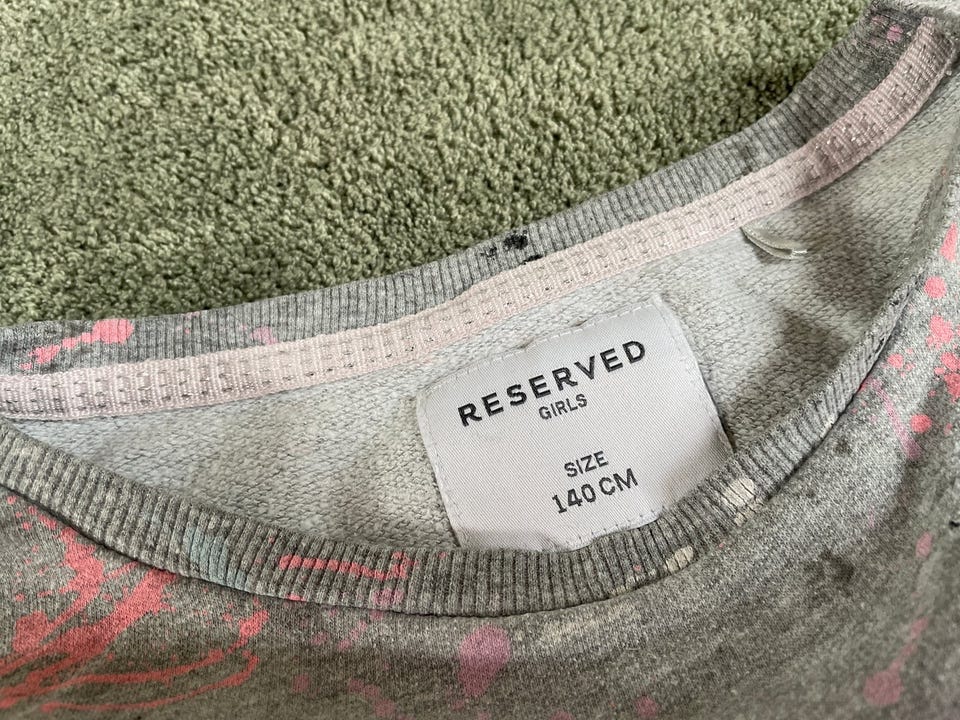 RESERVED
GIRLS
SIZE
140 CM